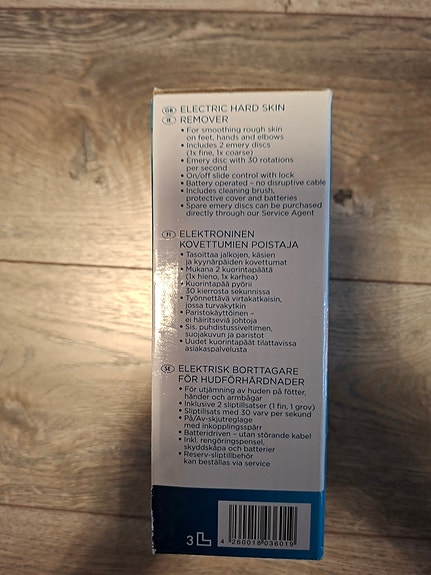 GB ELECTRIC HARD SKIN
IE REMOVER
• For smoothing rough skin
on feet, hands and elbows
• Includes 2 emery discs
(1x fine, 1x coarse)
• Emery disc with 30 rotations
per second
• On/off slide control with lock
• Battery operated – no disruptive cable
• Includes cleaning brush,
protective cover and batteries
• Spare emery discs can be purchased
directly through our Service Agent
FI ELEKTRONINEN
KOVETTUMIEN POISTAJA
• Tasoittaa jalkojen, käsien
ja kyynärpäiden kovettumat
• Mukana 2 kuorintapäätä
(1x hieno, 1x karhea)
• Kuorintapää pyörii
30 kierrosta sekunnissa
• Työnnettävä virtakatkaisin,
jossa turvakytkin
• Paristokäyttöinen –
ei häiritseviä johtoja
• Sis. puhdistussiveltimen,
suojakuvun ja paristot
• Uudet kuorintapäät tilattavissa
asiakaspalvelusta
SE ELEKTRISK BORTTAGARE
FÖR HUDFÖRHÅRDNADER
• För utjämning av huden på fötter,
händer och armbågar
• Inklusive 2 sliptillsatser (1 fin, 1 grov)
• Sliptillsats med 30 varv per sekund
• På/Av-skjutreglage
med inkopplingsspärr
• Batteridriven – utan störande kabel
• Inkl. rengöringspensel,
skyddskåpa och batterier
• Reserv-sliptillbehör
kan beställas via service
3 L
4 260018 036019